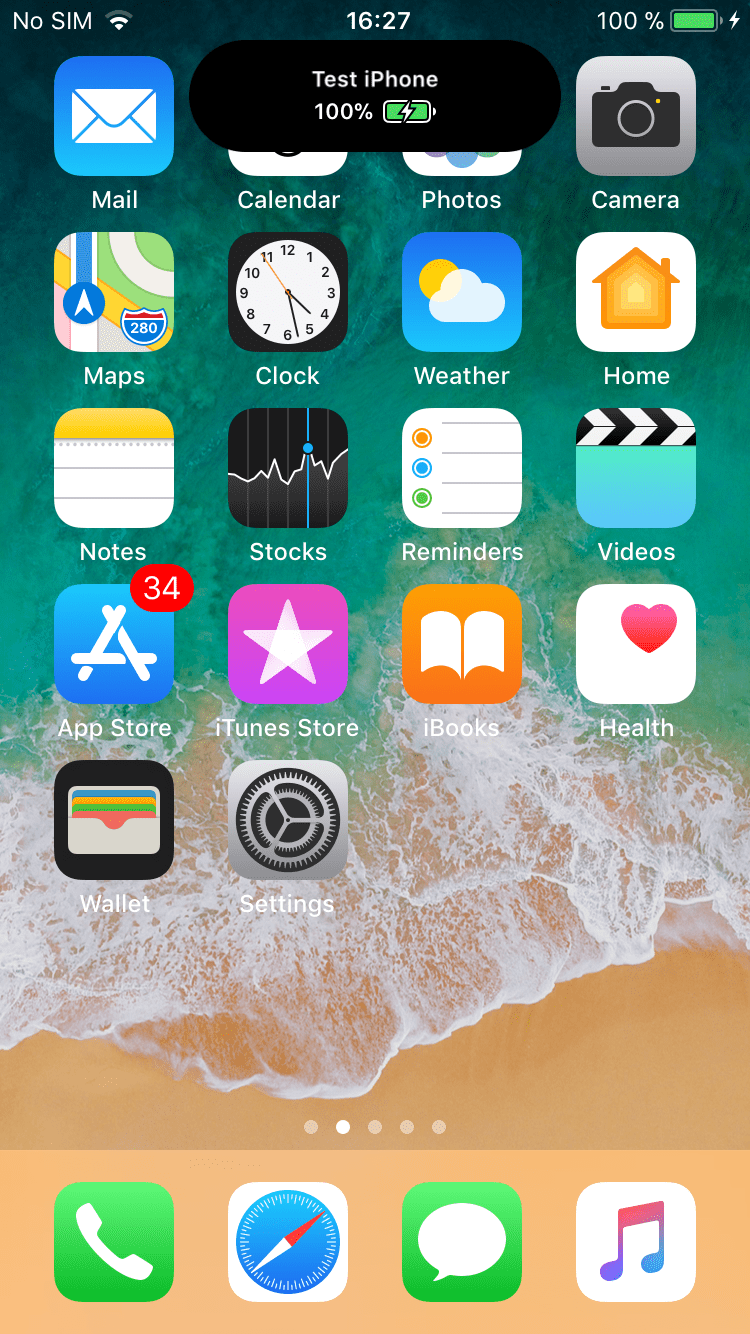 No SIM 16:27 100 %
Test iPhone
100%
Mail Calendar Photos Camera
280
12 1 2 3 4 5 6 7 8 9 10 11
Maps Clock Weather Home
Notes Stocks Reminders Videos
34
App Store iTunes Store iBooks Health
Wallet Settings